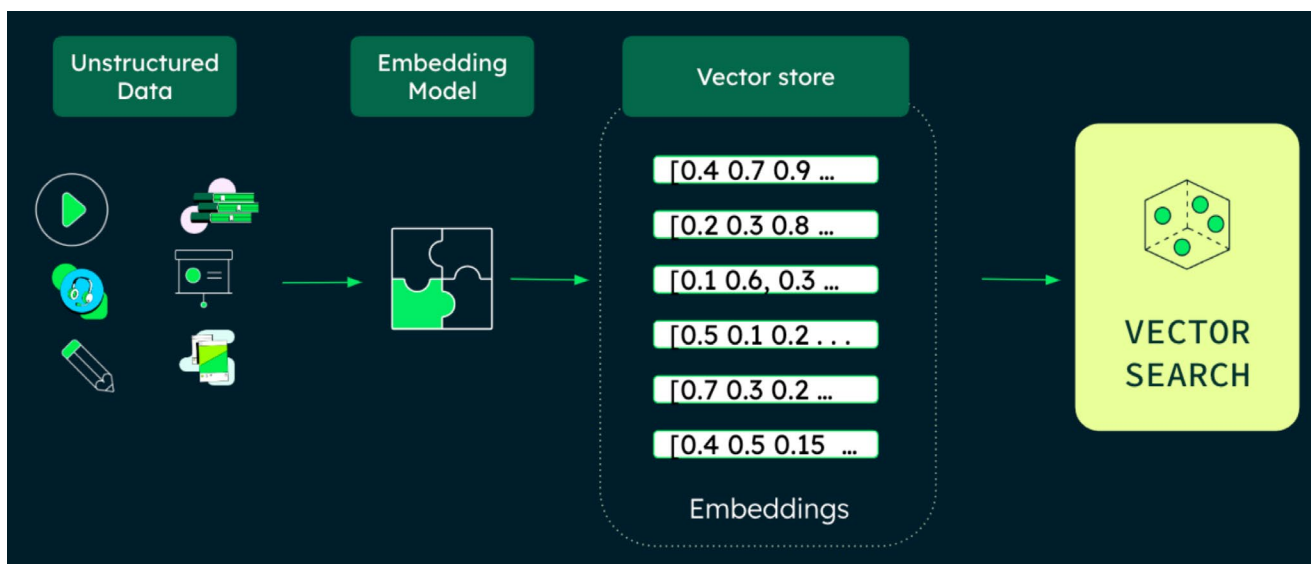 Unstructured
Data
Embedding
Model
Vector store
[0.4 0.7 0.9 …
[0.2 0.3 0.8 …
[0.1 0.6, 0.3 …
[0.5 0.1 0.2 . . .
[0.7 0.3 0.2 …
[0.4 0.5 0.15 …
Embeddings
VECTOR
SEARCH